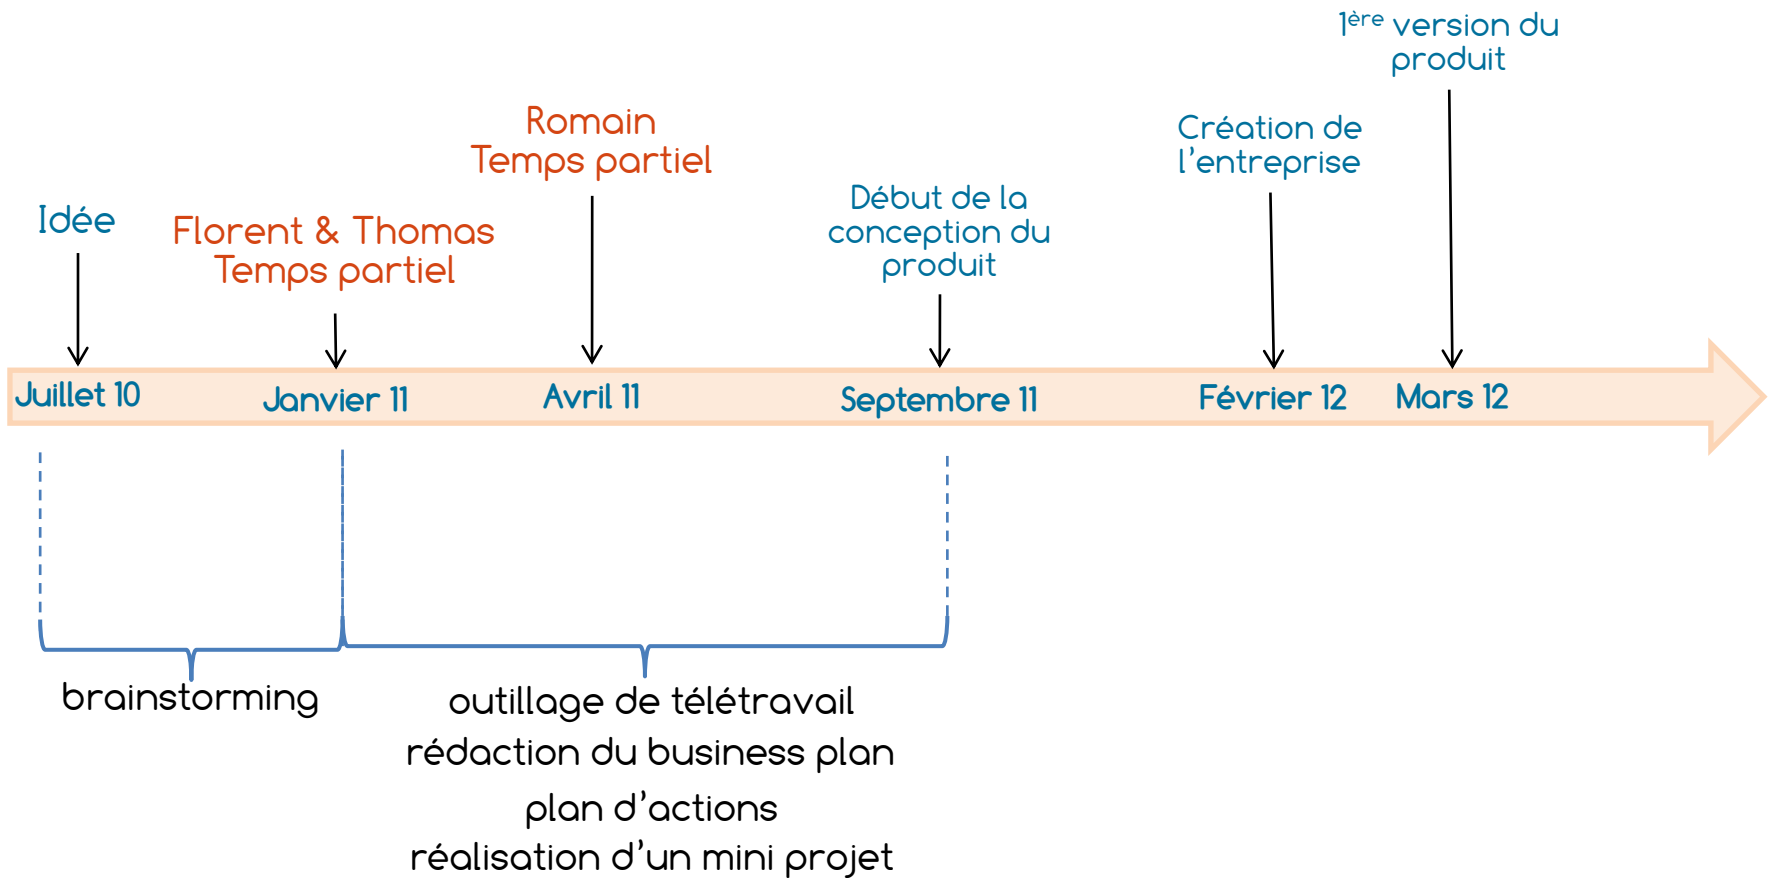 1ère version du
produit
Romain
Temps partiel
Création de
l’entreprise
Début de la
conception du
produit
Idée
Florent & Thomas
Temps partiel
Juillet 10
Janvier 11
Avril 11
Septembre 11
Février 12
Mars 12
brainstorming
outillage de télétravail
rédaction du business plan
plan d’actions
réalisation d’un mini projet